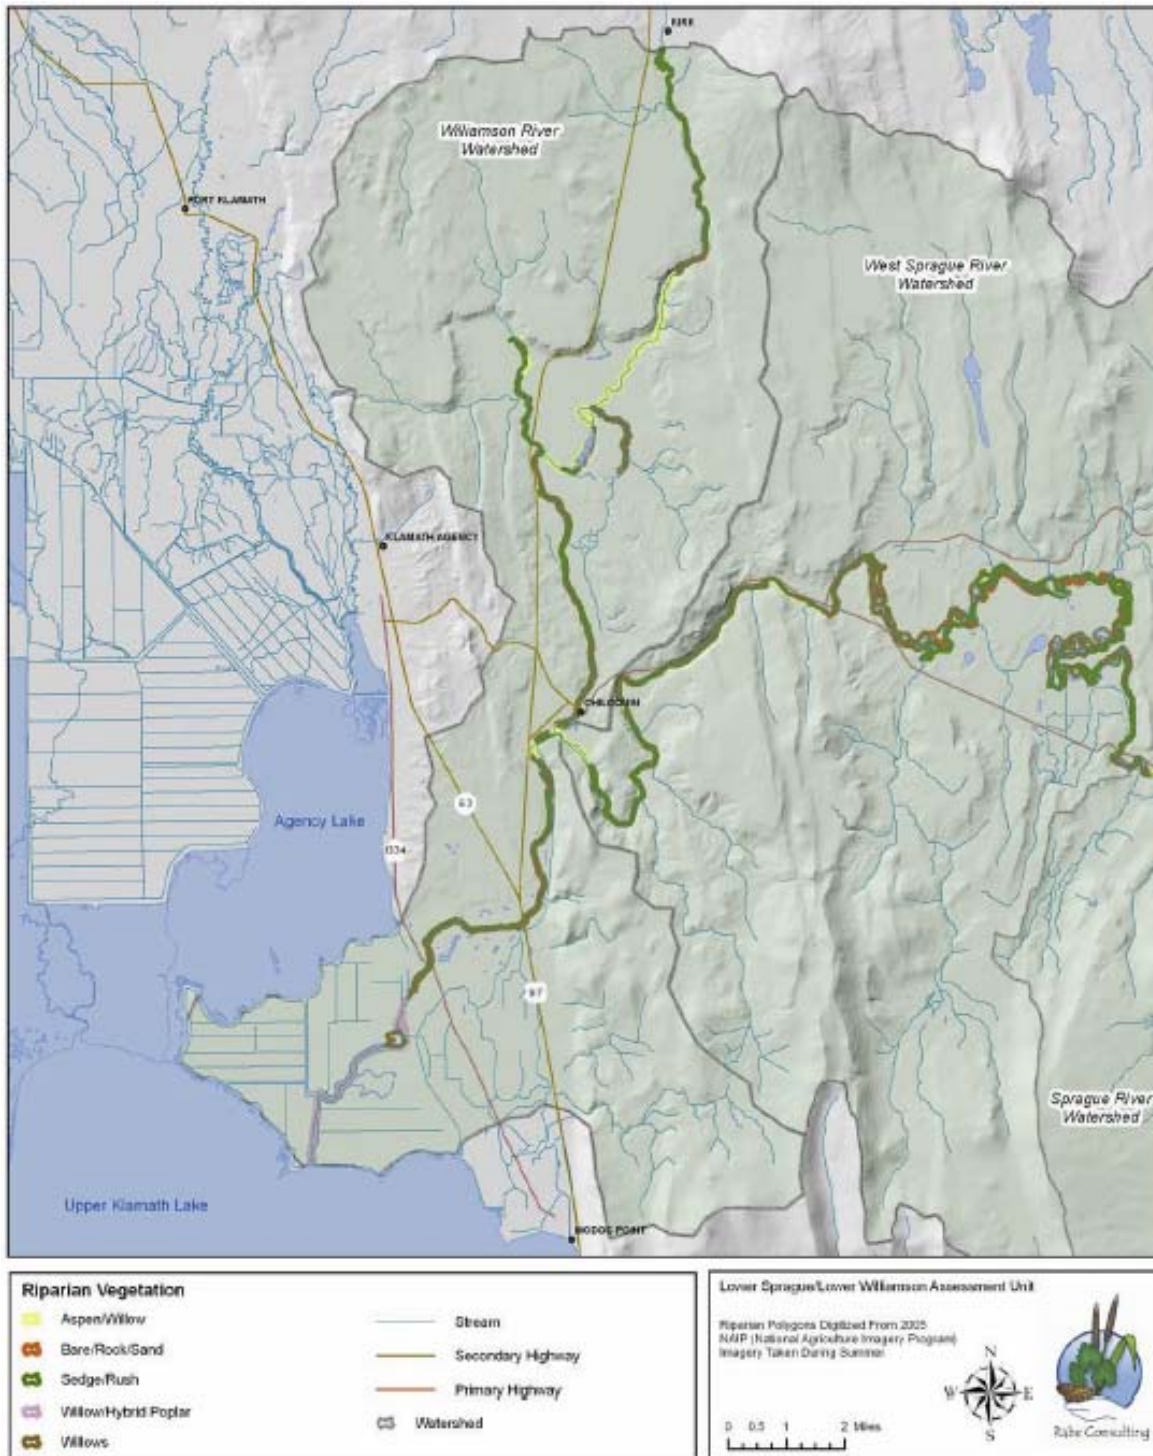 KIRK
Williamson River
Watershed
FORT KLAMATH
West Sprague River
Watershed
KLAMATH AGENCY
CHILOQUIN
63
Agency Lake
97
Sprague River
Watershed
Upper Klamath Lake
MODOC POINT
Riparian Vegetation
Aspen/Willow
Bare/Rock/Sand
Sedge/Rush
Willow/Hybrid Poplar
Willows
Stream
Secondary Highway
Primary Highway
Watershed
Lower Sprague/Lower Williamson Assessment Unit
Riparian Polygons Digitized From 2005
NAIP (National Agriculture Imagery Program)
Imagery Taken During Summer
N
W E
S
0 0.5 1 2 Miles
Rabe Consulting